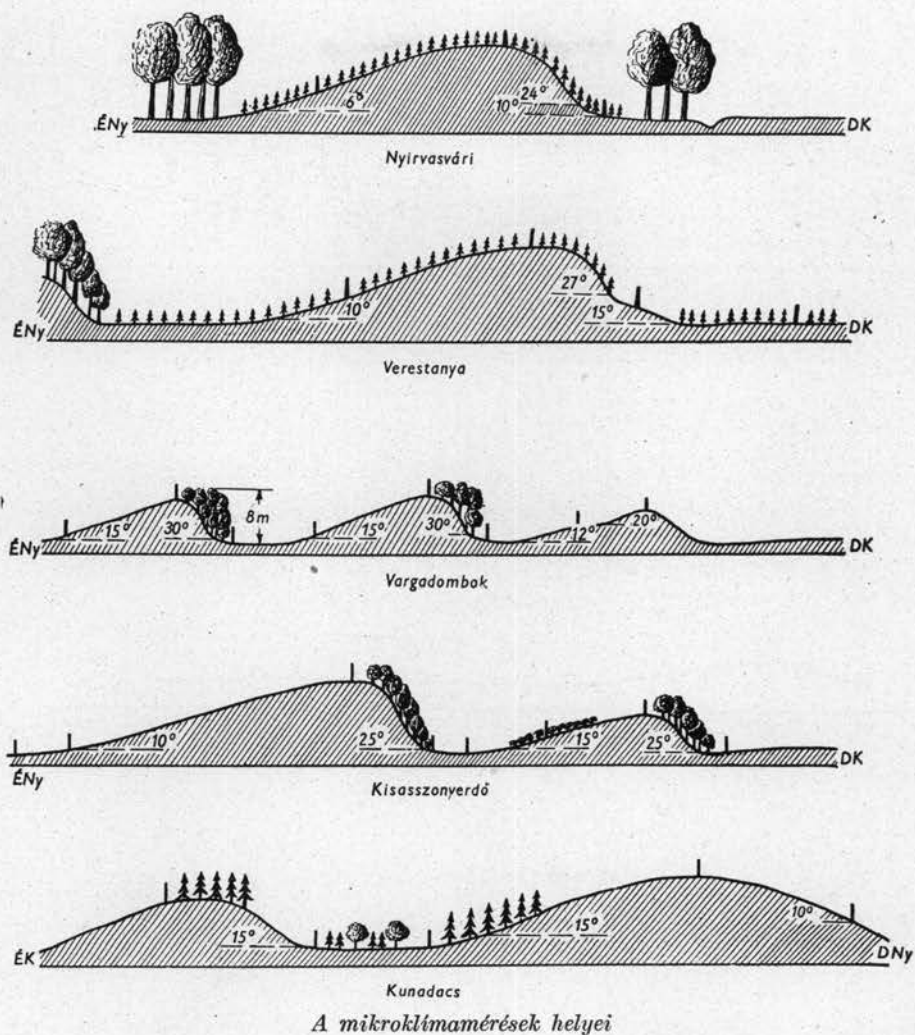 6° 24°
10°
ÉNy DK
Nyirvasvári
10° 27°
15°
ÉNy DK
Verestanya
8m
15° 30° 15° 30° 12° 20°
ÉNy DK
Vargadombok
10° 25° 15° 25°
ÉNy DK
Kisasszonyerdő
15° 15° 10°
ÉK DNy
Kunadacs
A mikroklímamérések helyei